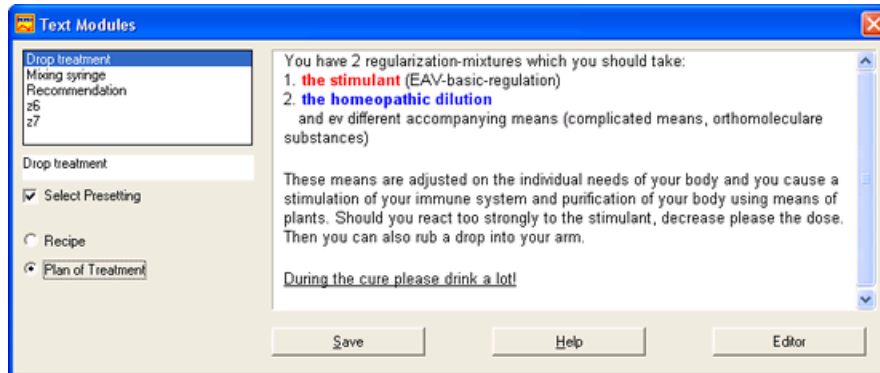 Text Modules
Drop treatment
Mixing syringe
Recommendation
z6
z7
Drop treatment
Select Presetting
Recipe
Plan of Treatment
You have 2 regularization-mixtures which you should take:
1. the stimulant (EAV-basic-regulation)
2. the homeopathic dilution
and ev different accompanying means (complicated means, orthomoleculare
substances)
These means are adjusted on the individual needs of your body and you cause a
stimulation of your immune system and purification of your body using means of
plants. Should you react too strongly to the stimulant, decrease please the dose.
Then you can also rub a drop into your arm.
During the cure please drink a lot!
Save
Help
Editor